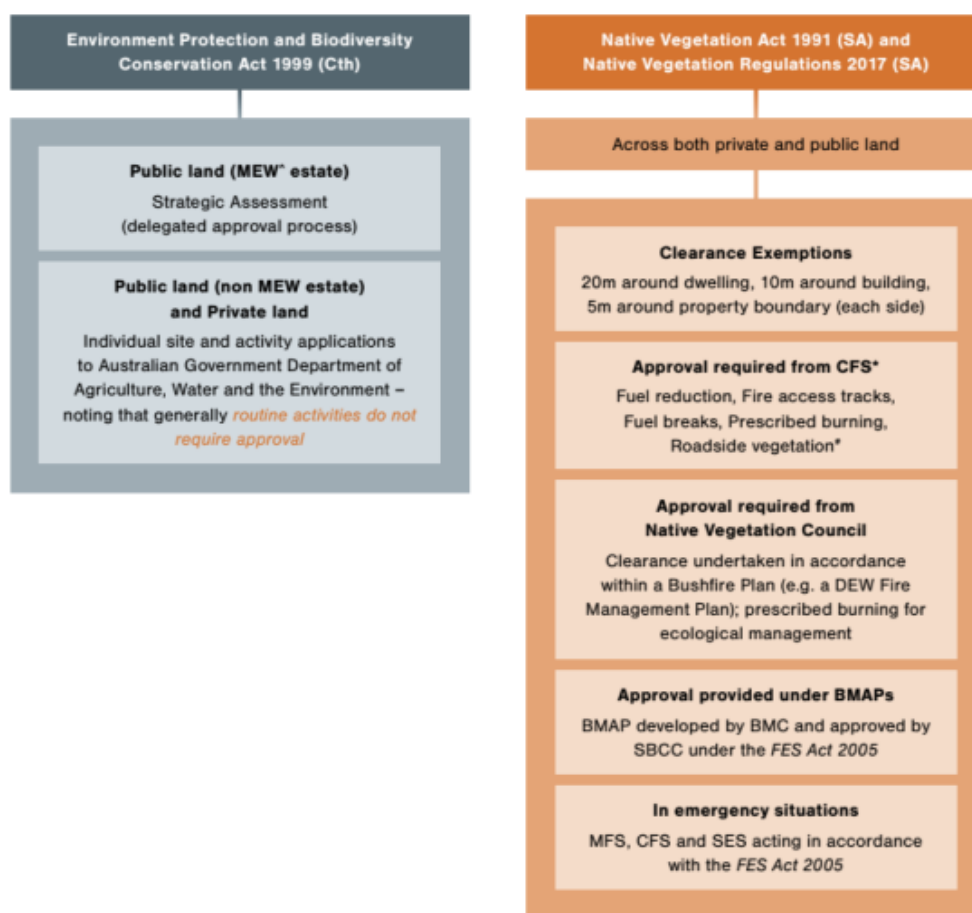 Environment Protection and Biodiversity
Conservation Act 1999 (Cth)
Public land (MEW^ estate)
Strategic Assessment
(delegated approval process)
Public land (non MEW estate)
and Private land
Individual site and activity applications
to Australian Government Department of
Agriculture, Water and the Environment –
noting that generally routine activities do not
require approval
Native Vegetation Act 1991 (SA) and
Native Vegetation Regulations 2017 (SA)
Across both private and public land
Clearance Exemptions
20m around dwelling, 10m around building,
5m around property boundary (each side)
Approval required from CFS*
Fuel reduction, Fire access tracks,
Fuel breaks, Prescribed burning,
Roadside vegetation#
Approval required from
Native Vegetation Council
Clearance undertaken in accordance
within a Bushfire Plan (e.g. a DEW Fire
Management Plan); prescribed burning for
ecological management
Approval provided under BMAPs
BMAP developed by BMC and approved by
SBCC under the FES Act 2005
In emergency situations
MFS, CFS and SES acting in accordance
with the FES Act 2005